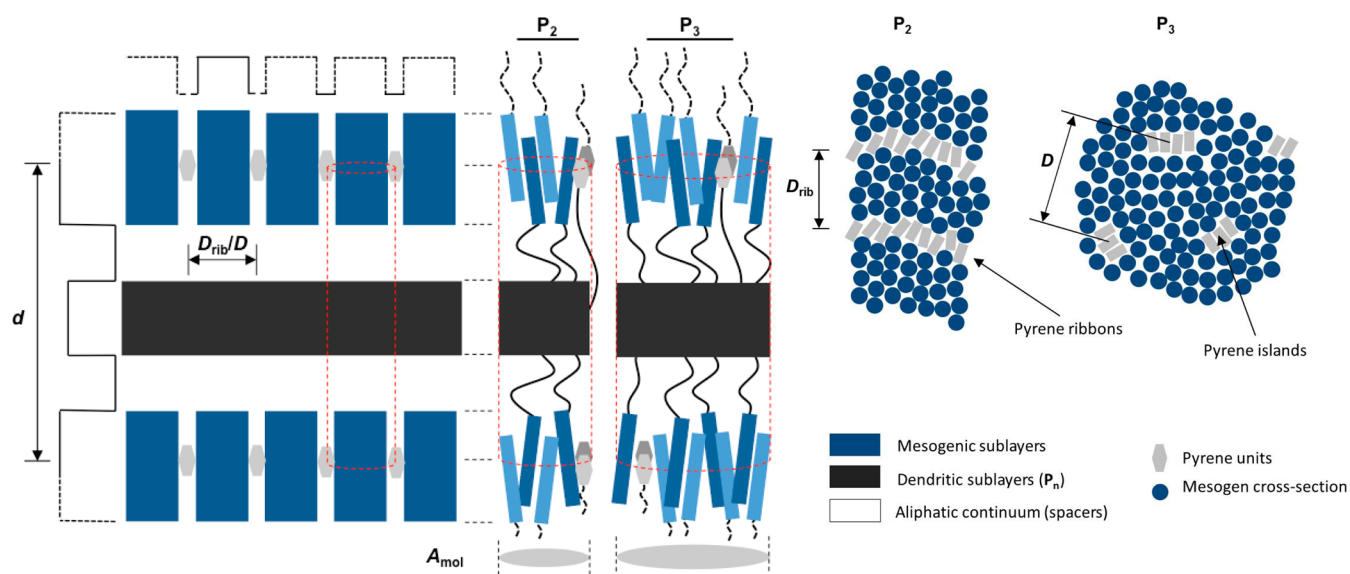 P2
P3
P2
P3
Drib/D
d
Drib
D
Pyrene ribbons
Pyrene islands
Mesogenic sublayers
Pyrene units
Dendritic sublayers (Pn)
Mesogen cross-section
Aliphatic continuum (spacers)
Amol